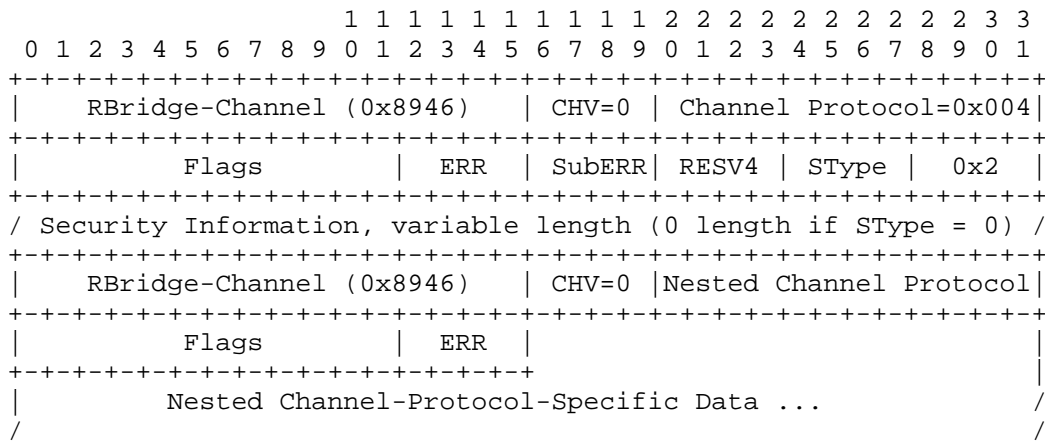 1 1 1 1 1 1 1 1 1 1 2 2 2 2 2 2 2 2 2 2 3 3
 0 1 2 3 4 5 6 7 8 9 0 1 2 3 4 5 6 7 8 9 0 1 2 3 4 5 6 7 8 9 0 1
+-+-+-+-+-+-+-+-+-+-+-+-+-+-+-+-+-+-+-+-+-+-+-+-+-+-+-+-+-+-+-+-+
|    RBridge-Channel (0x8946)   | CHV=0 | Channel Protocol=0x004|
+-+-+-+-+-+-+-+-+-+-+-+-+-+-+-+-+-+-+-+-+-+-+-+-+-+-+-+-+-+-+-+-+
|          Flags        |  ERR  | SubERR| RESV4 | SType |  0x2  |
+-+-+-+-+-+-+-+-+-+-+-+-+-+-+-+-+-+-+-+-+-+-+-+-+-+-+-+-+-+-+-+-+
/ Security Information, variable length (0 length if SType = 0) /
+-+-+-+-+-+-+-+-+-+-+-+-+-+-+-+-+-+-+-+-+-+-+-+-+-+-+-+-+-+-+-+-+
|    RBridge-Channel (0x8946)   | CHV=0 |Nested Channel Protocol|
+-+-+-+-+-+-+-+-+-+-+-+-+-+-+-+-+-+-+-+-+-+-+-+-+-+-+-+-+-+-+-+-+
|          Flags        |  ERR  |                               |
+-+-+-+-+-+-+-+-+-+-+-+-+-+-+-+-+                               |
|         Nested Channel-Protocol-Specific Data ...             /
/                                                               /